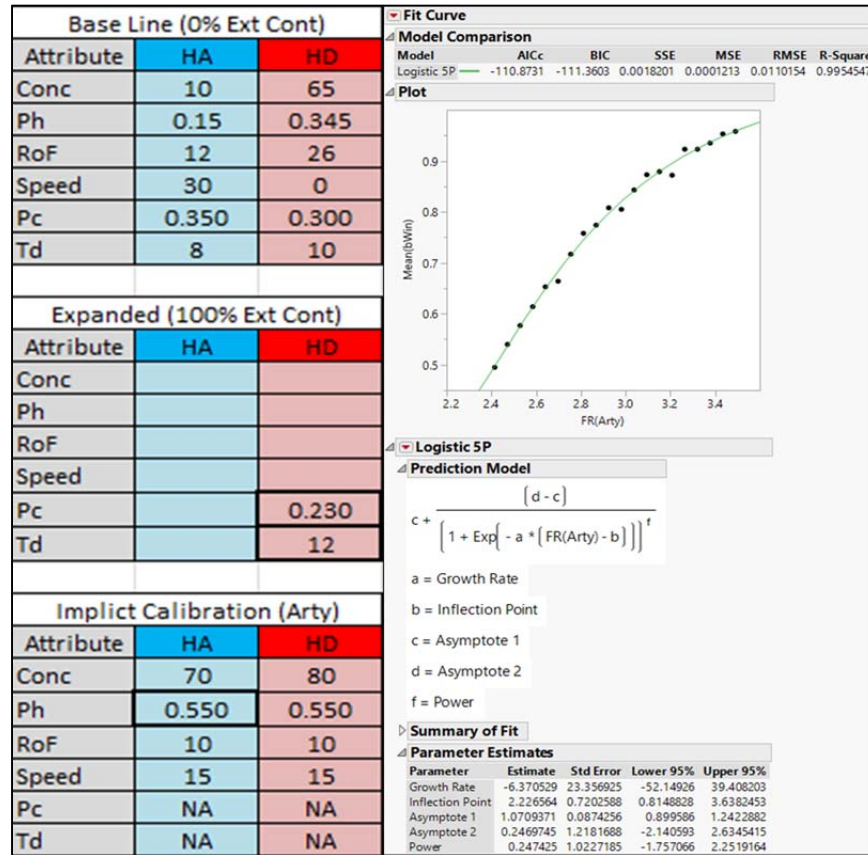 Base Line (0% Ext Cont)
Attribute HA HD
Conc 10 65
Ph 0.15 0.345
RoF 12 26
Speed 30 0
Pc 0.350 0.300
Td 8 10
Expanded (100% Ext Cont)
Attribute HA HD
Conc
Ph
RoF
Speed
Pc 0.230
Td 12
Implict Calibration (Arty)
Attribute HA HD
Conc 70 80
Ph 0.550 0.550
RoF 10 10
Speed 15 15
Pc NA NA
Td NA NA
Fit Curve
Model Comparison
Model AICc BIC SSE MSE RMSE R-Square
Logistic 5P -110.8731 -111.3603 0.0018201 0.0001213 0.0110154 0.9954547
Plot
Mean(bWin)
0.9
0.8
0.7
0.6
0.5
2.2 2.4 2.6 2.8 3.0 3.2 3.4
FR(Arty)
Logistic 5P
Prediction Model
(d - c)
c +
(1 + Exp(- a * (FR(Arty) - b)))^f
a = Growth Rate
b = Inflection Point
c = Asymptote 1
d = Asymptote 2
f = Power
Summary of Fit
Parameter Estimates
Parameter Estimate Std Error Lower 95% Upper 95%
Growth Rate -6.370529 23.356925 -52.14926 39.408203
Inflection Point 2.226564 0.7202588 0.8148828 3.6382453
Asymptote 1 1.0709371 0.0874256 0.899586 1.2422882
Asymptote 2 0.2469745 1.2181688 -2.140593 2.6345415
Power 0.247425 1.0227185 -1.757066 2.2519164